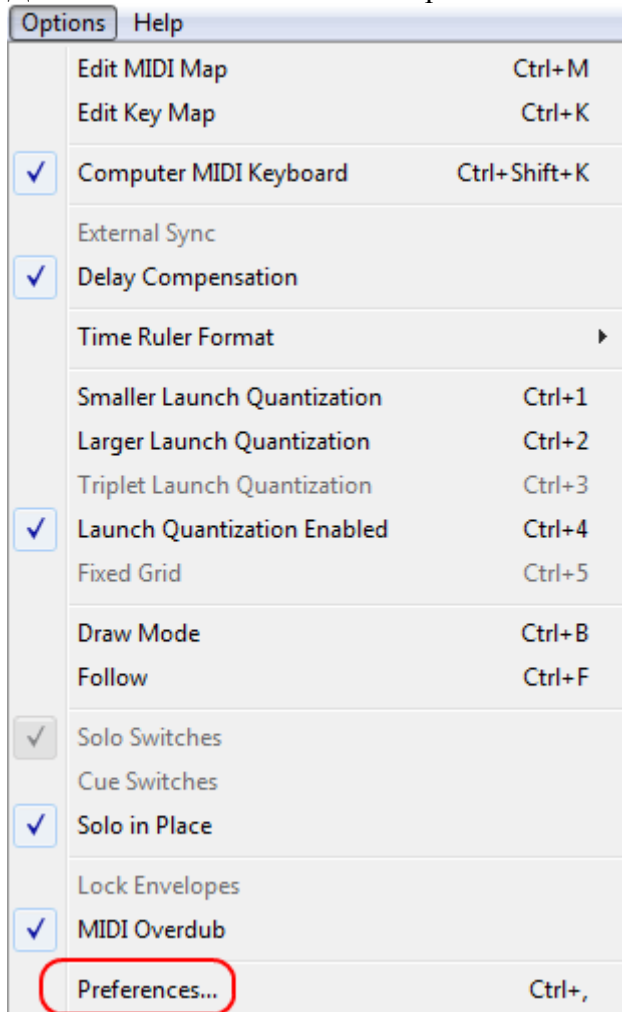 Options Help
Edit MIDI Map Ctrl+M
Edit Key Map Ctrl+K
Computer MIDI Keyboard Ctrl+Shift+K
External Sync
Delay Compensation
Time Ruler Format
Smaller Launch Quantization Ctrl+1
Larger Launch Quantization Ctrl+2
Triplet Launch Quantization Ctrl+3
Launch Quantization Enabled Ctrl+4
Fixed Grid Ctrl+5
Draw Mode Ctrl+B
Follow Ctrl+F
Solo Switches
Cue Switches
Solo in Place
Lock Envelopes
MIDI Overdub
Preferences... Ctrl+,